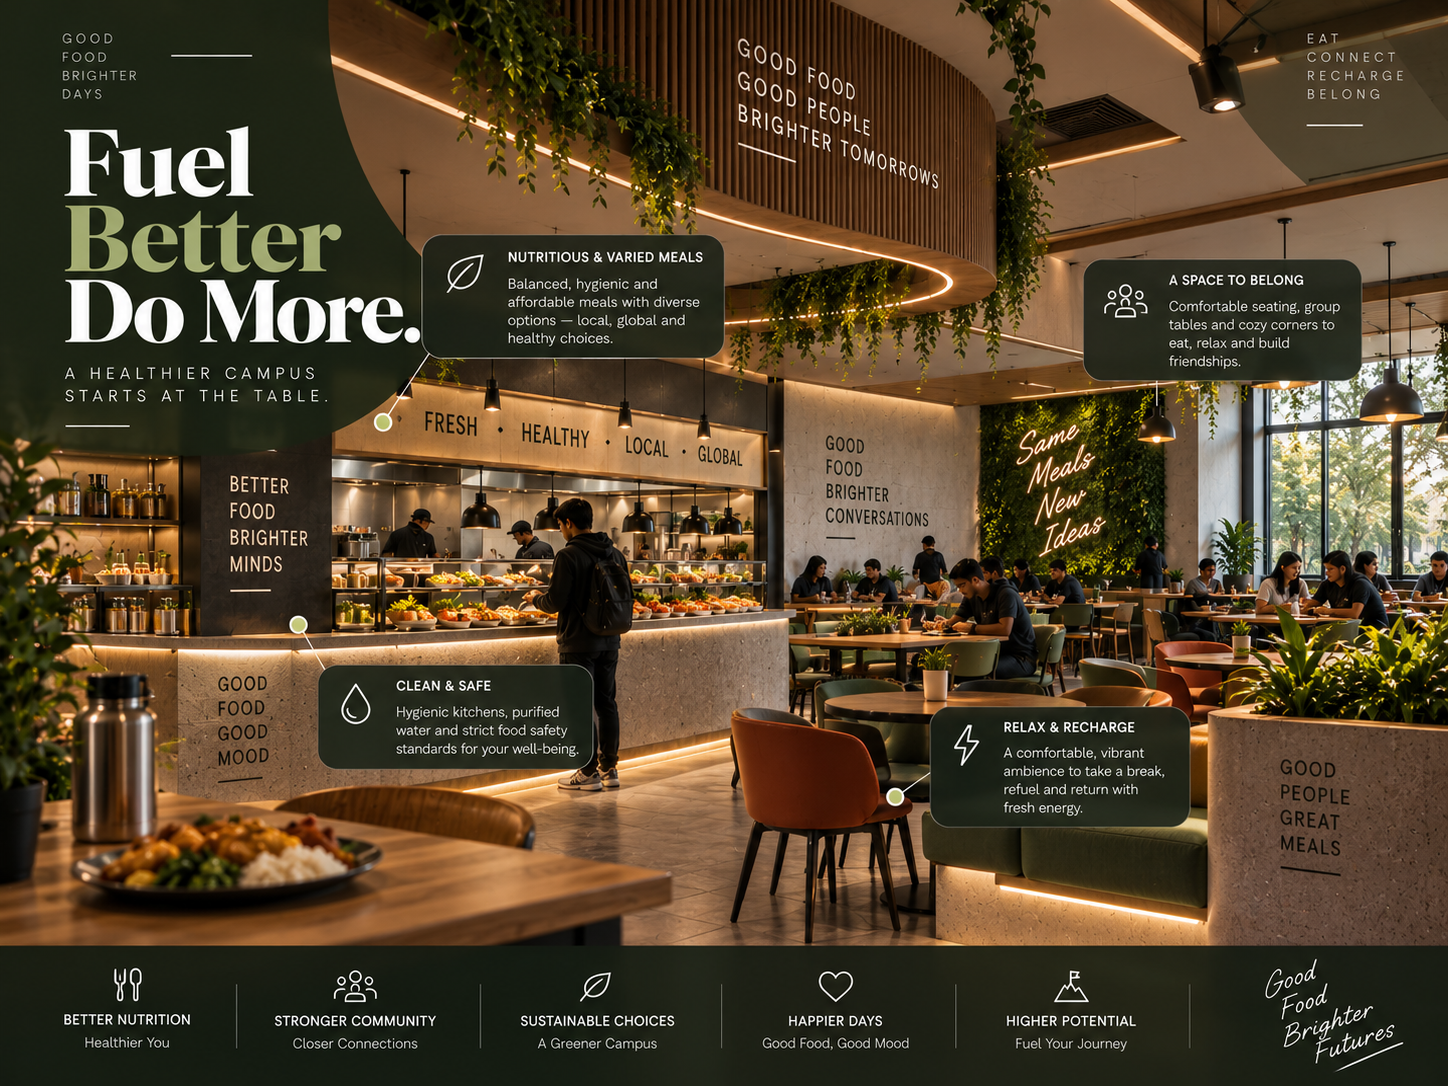 GOOD
FOOD
BRIGHTER
DAYS
EAT
CONNECT
RECHARGE
BELONG
Fuel
Better
Do More.
A HEALTHIER CAMPUS
STARTS AT THE TABLE.
GOOD FOOD
GOOD PEOPLE
BRIGHTER TOMORROWS
NUTRITIOUS & VARIED MEALS
Balanced, hygienic and
affordable meals with diverse
options — local, global and
healthy choices.
A SPACE TO BELONG
Comfortable seating, group
tables and cozy corners to
eat, relax and build
friendships.
FRESH • HEALTHY • LOCAL • GLOBAL
BETTER
FOOD
BRIGHTER
MINDS
GOOD
FOOD
BRIGHTER
CONVERSATIONS
Same
Meals
New
Ideas
CLEAN & SAFE
Hygienic kitchens, purified
water and strict food safety
standards for your well-being.
GOOD
FOOD
GOOD
MOOD
RELAX & RECHARGE
A comfortable, vibrant
ambience to take a break,
refuel and return with
fresh energy.
GOOD
PEOPLE
GREAT
MEALS
BETTER NUTRITION
Healthier You
STRONGER COMMUNITY
Closer Connections
SUSTAINABLE CHOICES
A Greener Campus
HAPPIER DAYS
Good Food, Good Mood
HIGHER POTENTIAL
Fuel Your Journey
Good
Food
Brighter
Futures